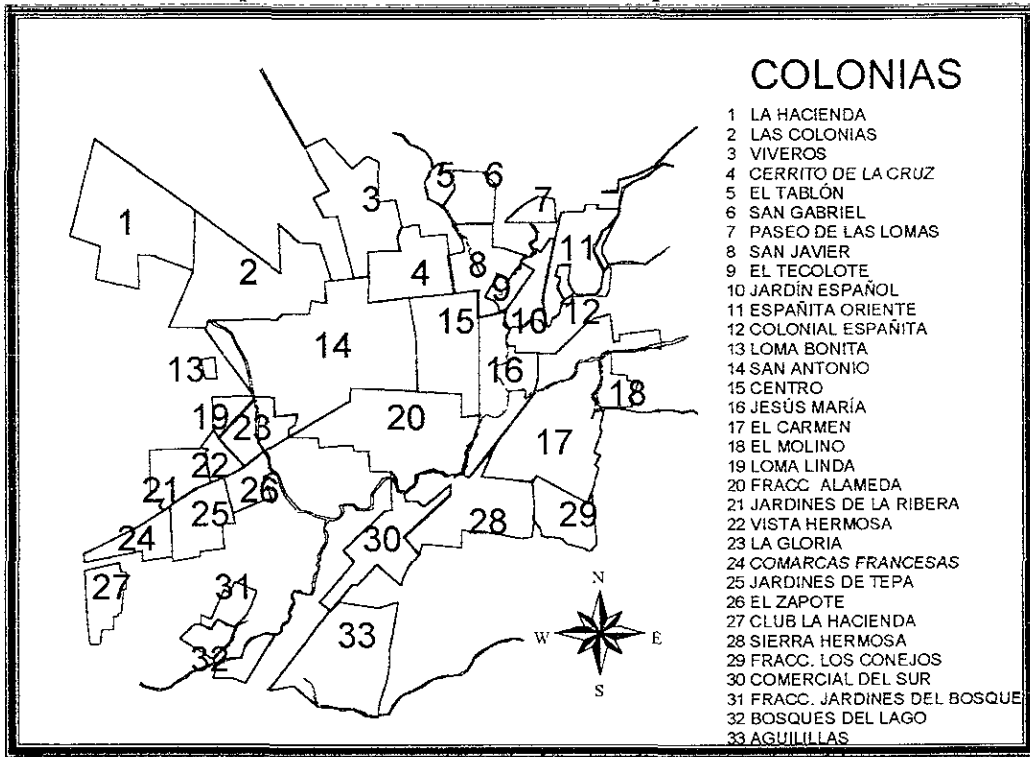 COLONIAS
1 LA HACIENDA
2 LAS COLONIAS
3 VIVEROS
4 CERRITO DE LA CRUZ
5 EL TABLÓN
6 SAN GABRIEL
7 PASEO DE LAS LOMAS
8 SAN JAVIER
9 EL TECOLOTE
10 JARDÍN ESPAÑOL
11 ESPAÑITA ORIENTE
12 COLONIAL ESPAÑITA
13 LOMA BONITA
14 SAN ANTONIO
15 CENTRO
16 JESÚS MARÍA
17 EL CARMEN
18 EL MOLINO
19 LOMA LINDA
20 FRACC ALAMEDA
21 JARDINES DE LA RIBERA
22 VISTA HERMOSA
23 LA GLORIA
24 COMARCAS FRANCESAS
25 JARDINES DE TEPA
26 EL ZAPOTE
27 CLUB LA HACIENDA
28 SIERRA HERMOSA
29 FRACC. LOS CONEJOS
30 COMERCIAL DEL SUR
31 FRACC. JARDINES DEL BOSQUE
32 BOSQUES DEL LAGO
33 AGUILILLAS
5 6
3 7
1 11
2 4 8
9
15 10 12
14
13 16
18
19 23 20 17
22
21 26
25 28 29
24 30
27 31
33
32
N
W E
S